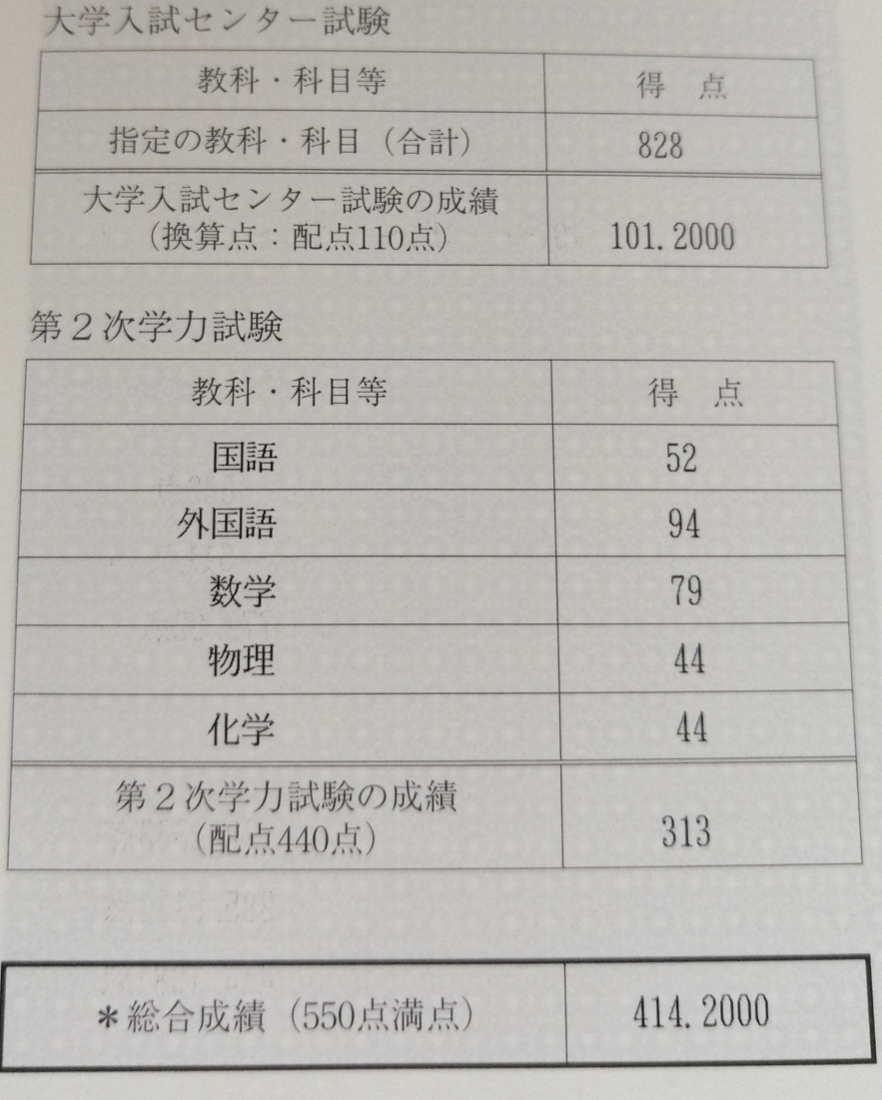 大学入試センター試験
教科・科目等 得 点
指定の教科・科目（合計） 828
大学入試センター試験の成績
（換算点：配点110点） 101.2000
第２次学力試験
教科・科目等 得 点
国語 52
外国語 94
数学 79
物理 44
化学 44
第２次学力試験の成績
（配点440点） 313
＊総合成績（550点満点） 414.2000